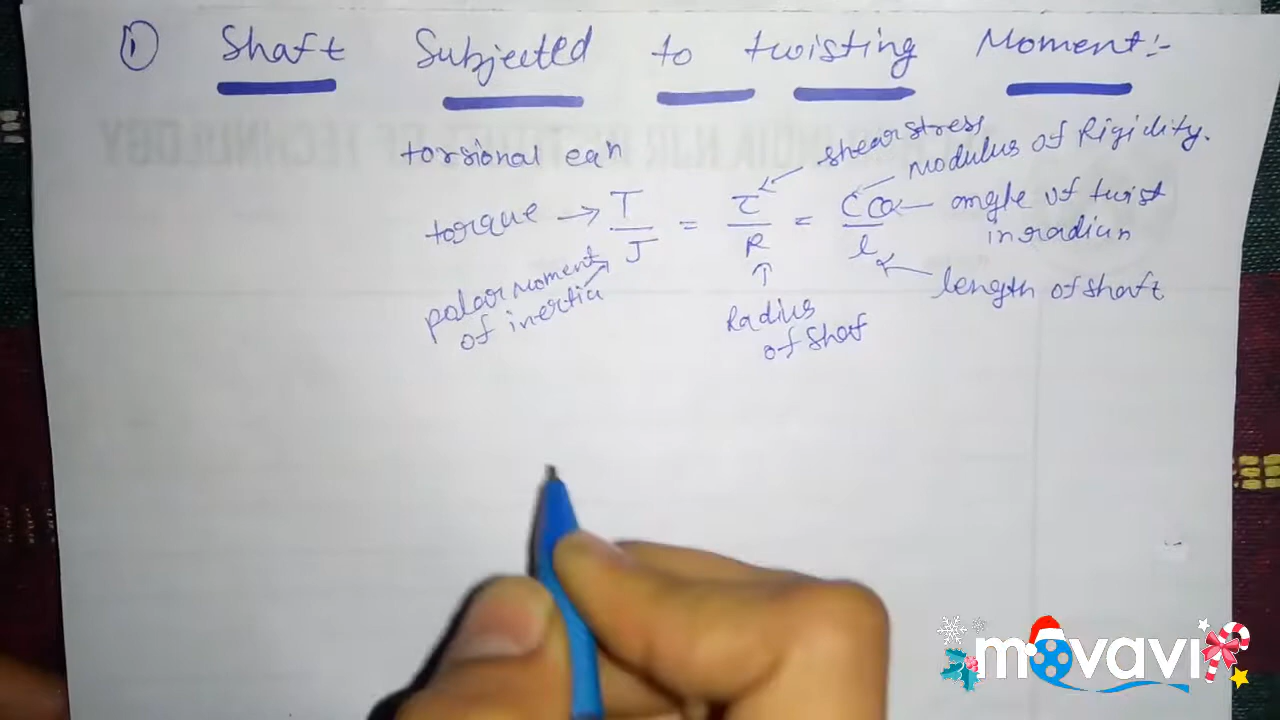 ① Shaft Subjected to twisting Moment:-
torsional eqn
shear stress
modulus of Rigidity.
torque → T/J = τ/R = Cθ/l
angle of twist
in radian
polar moment
of inertia
length of shaft
Radius
of Shaf
movavi